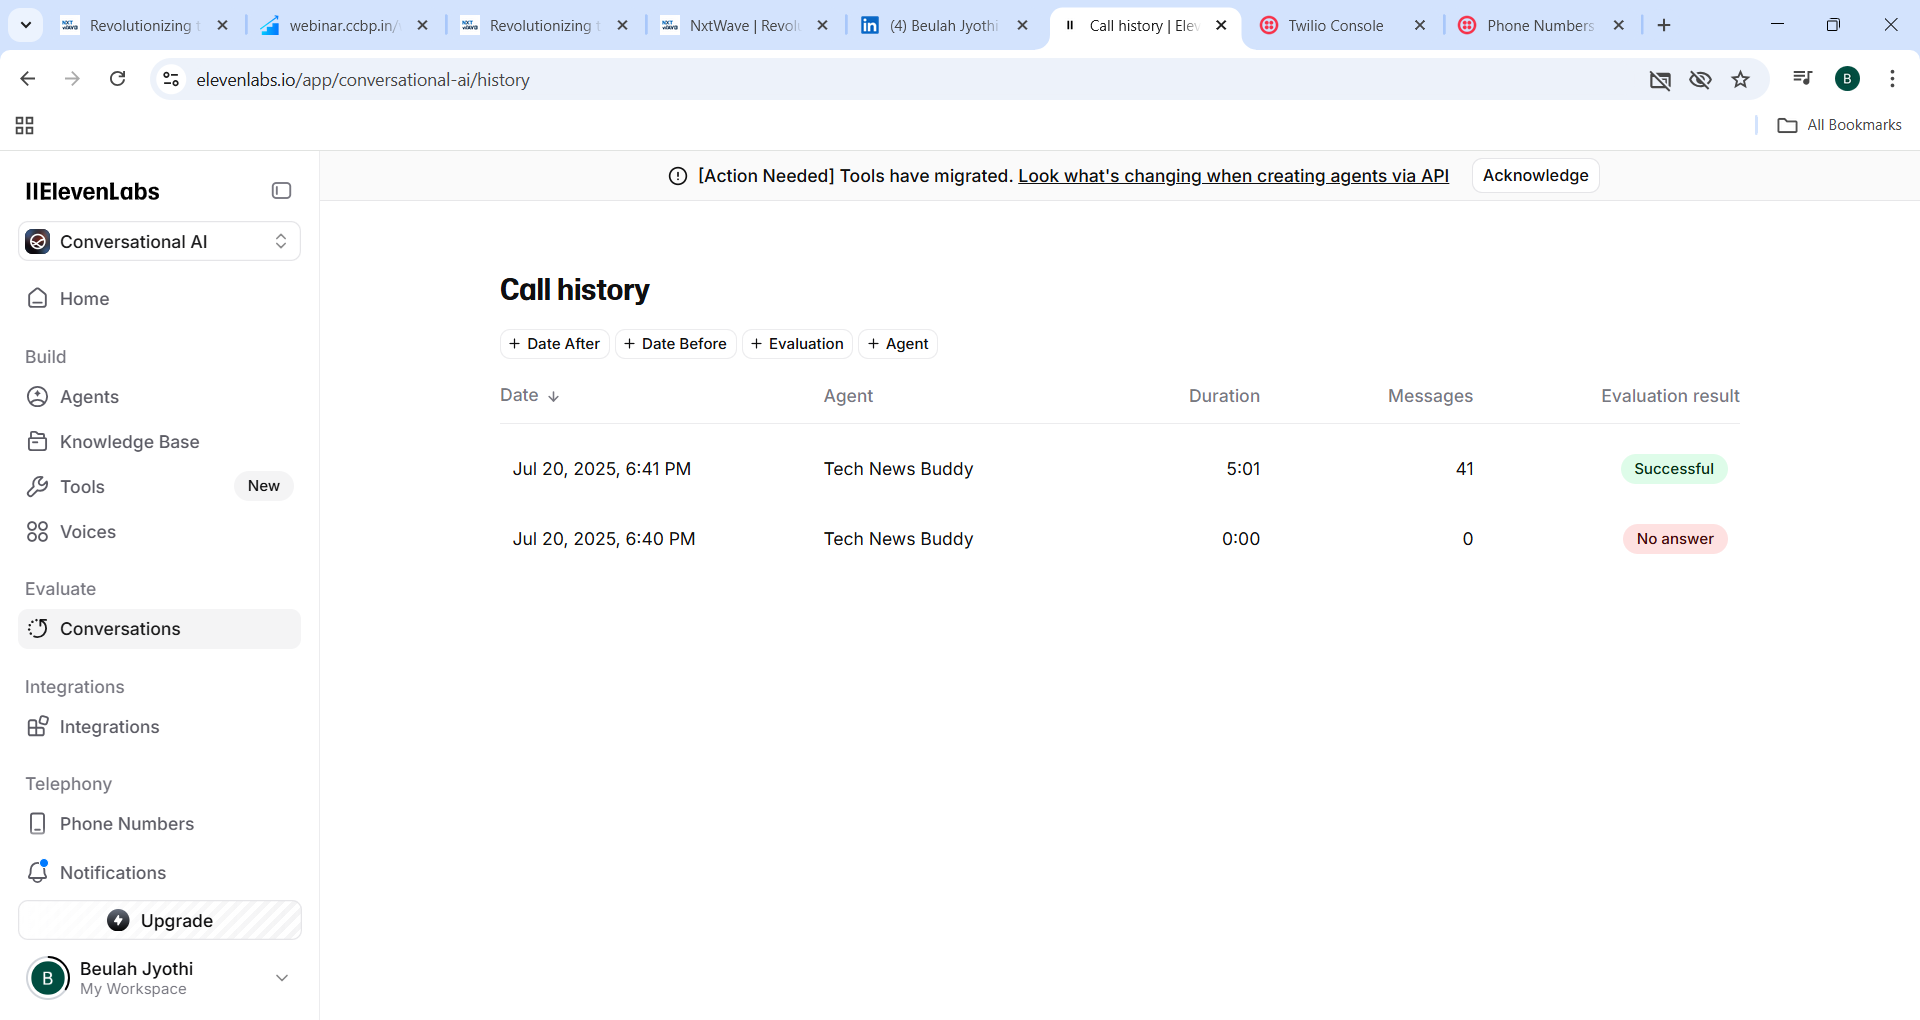 Revolutionizing t
webinar.ccbp.in/
Revolutionizing t
NxtWave | Revolu
(4) Beulah Jyothi
Call history | Elev
Twilio Console
Phone Numbers
elevenlabs.io/app/conversational-ai/history
B
All Bookmarks
IIElevenLabs
[Action Needed] Tools have migrated. Look what's changing when creating agents via API
Acknowledge
Conversational AI
Home
Build
Agents
Knowledge Base
Tools
New
Voices
Evaluate
Conversations
Integrations
Integrations
Telephony
Phone Numbers
Notifications
Upgrade
B
Beulah Jyothi
My Workspace
Call history
+ Date After
+ Date Before
+ Evaluation
+ Agent
Date ↓ Agent Duration Messages Evaluation result
Jul 20, 2025, 6:41 PM Tech News Buddy 5:01 41 Successful
Jul 20, 2025, 6:40 PM Tech News Buddy 0:00 0 No answer